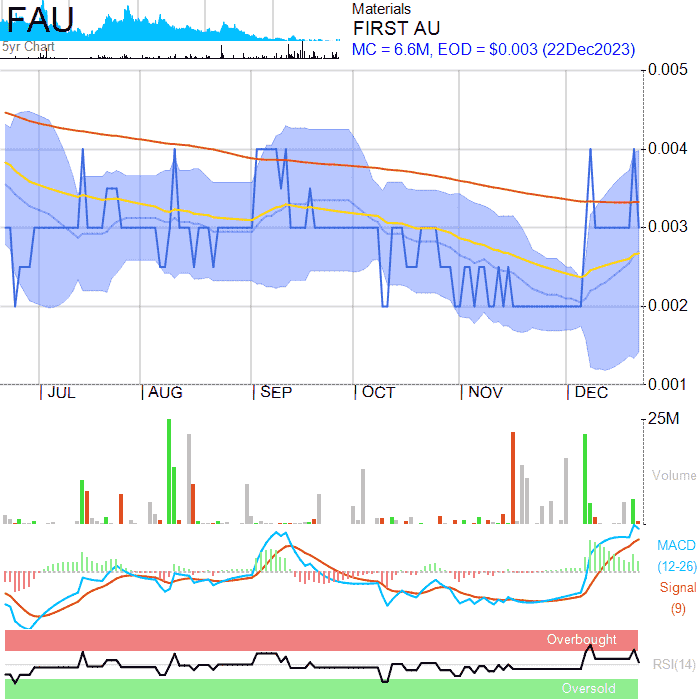 FAU
5yr Chart
Materials
FIRST AU
MC = 6.6M, EOD = $0.003 (22Dec2023)
0.005
0.004
0.003
0.002
0.001
JUL AUG SEP OCT NOV DEC
25M
Volume
MACD
(12-26)
Signal
(9)
Overbought
RSI(14)
Oversold